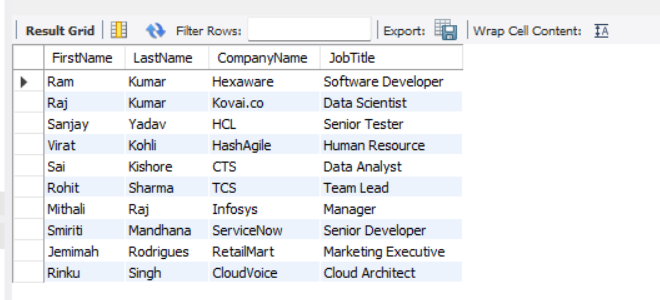 Result Grid Filter Rows: Export: Wrap Cell Content:
FirstName LastName CompanyName JobTitle
Ram Kumar Hexaware Software Developer
Raj Kumar Kovai.co Data Scientist
Sanjay Yadav HCL Senior Tester
Virat Kohli HashAgile Human Resource
Sai Kishore CTS Data Analyst
Rohit Sharma TCS Team Lead
Mithali Raj Infosys Manager
Smiriti Mandhana ServiceNow Senior Developer
Jemimah Rodrigues RetailMart Marketing Executive
Rinku Singh CloudVoice Cloud Architect